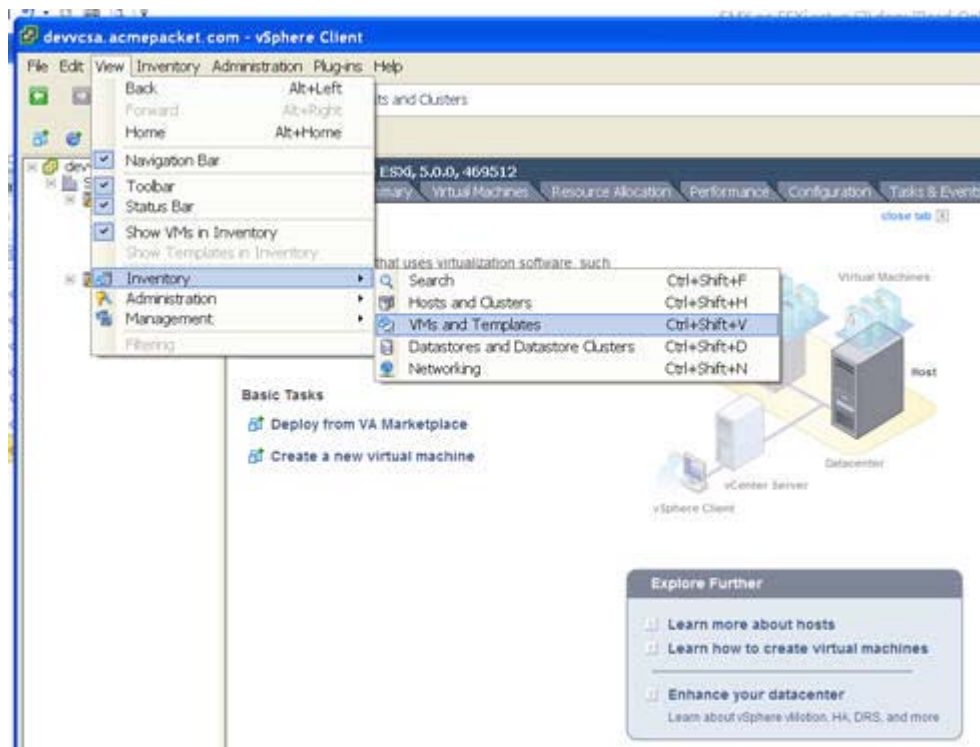 devvcsa.acmepacket.com - vSphere Client
File Edit View Inventory Administration Plug-ins Help
Back Alt+Left
Forward Alt+Right
Home Alt+Home
ts and Clusters
Navigation Bar
Toolbar
Status Bar
Show VMs in Inventory
Show Templates in Inventory
Inventory
Administration
Management
Filtering
dev
S
ESXi, 5.0.0, 469512
mary Virtual Machines Resource Allocation Performance Configuration Tasks & Events
close tab
that uses virtualization software, such
Search Ctrl+Shift+F
Hosts and Clusters Ctrl+Shift+H
VMs and Templates Ctrl+Shift+V
Datastores and Datastore Clusters Ctrl+Shift+D
Networking Ctrl+Shift+N
Virtual Machines
Host
Datacenter
vCenter Server
vSphere Client
Basic Tasks
Deploy from VA Marketplace
Create a new virtual machine
Explore Further
Learn more about hosts
Learn how to create virtual machines
Enhance your datacenter
Learn about vSphere vMotion, HA, DRS, and more